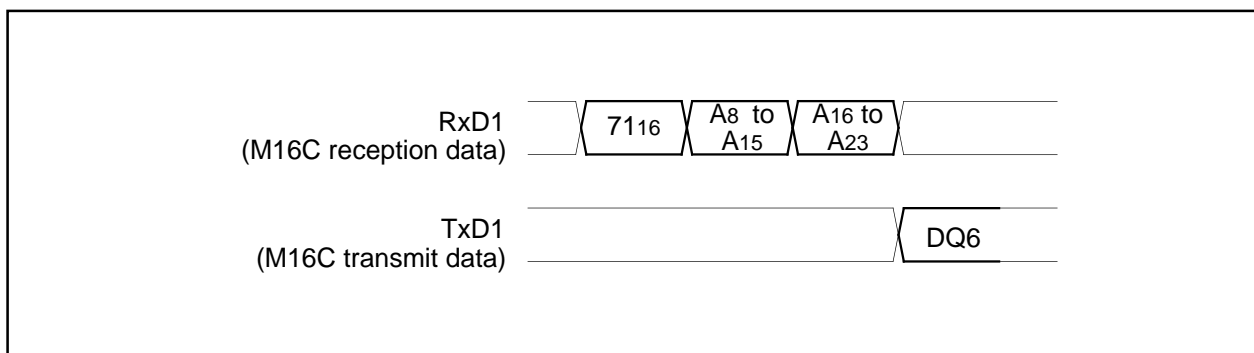 RxD1
(M16C reception data)
7116
A8 to
A15
A16 to
A23
TxD1
(M16C transmit data)
DQ6